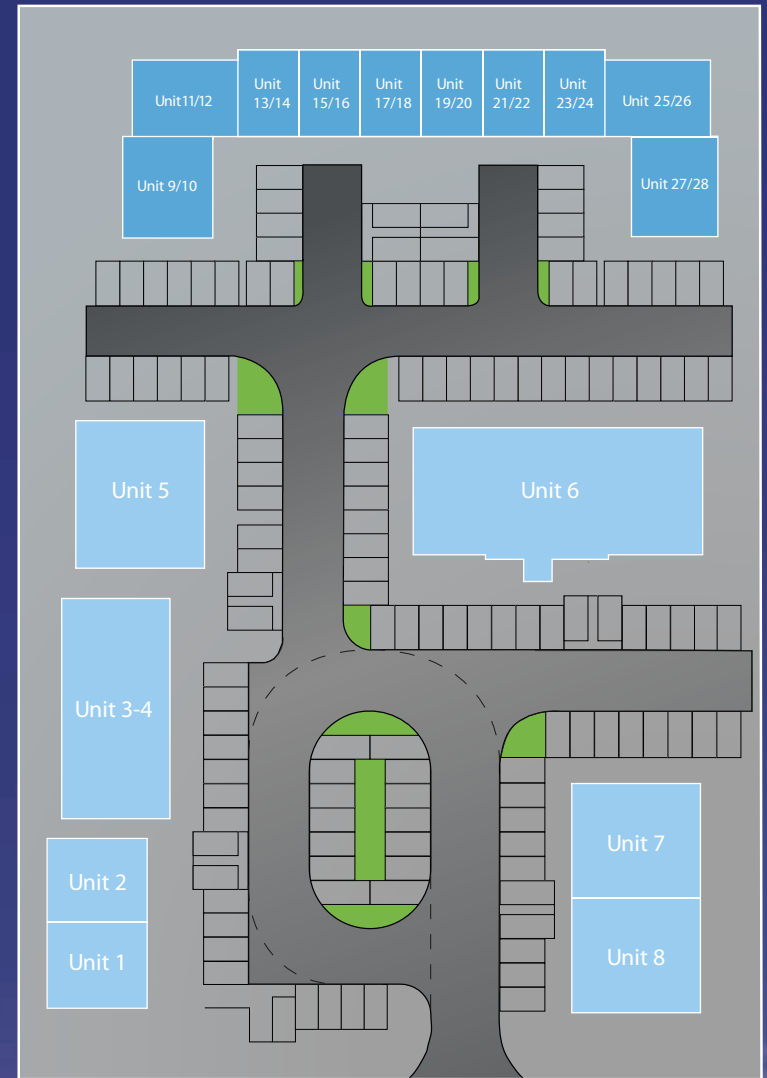 Unit11/12
Unit
13/14
Unit
15/16
Unit
17/18
Unit
19/20
Unit
21/22
Unit
23/24
Unit 25/26
Unit 9/10
Unit 27/28
Unit 5
Unit 6
Unit 3-4
Unit 7
Unit 2
Unit 8
Unit 1